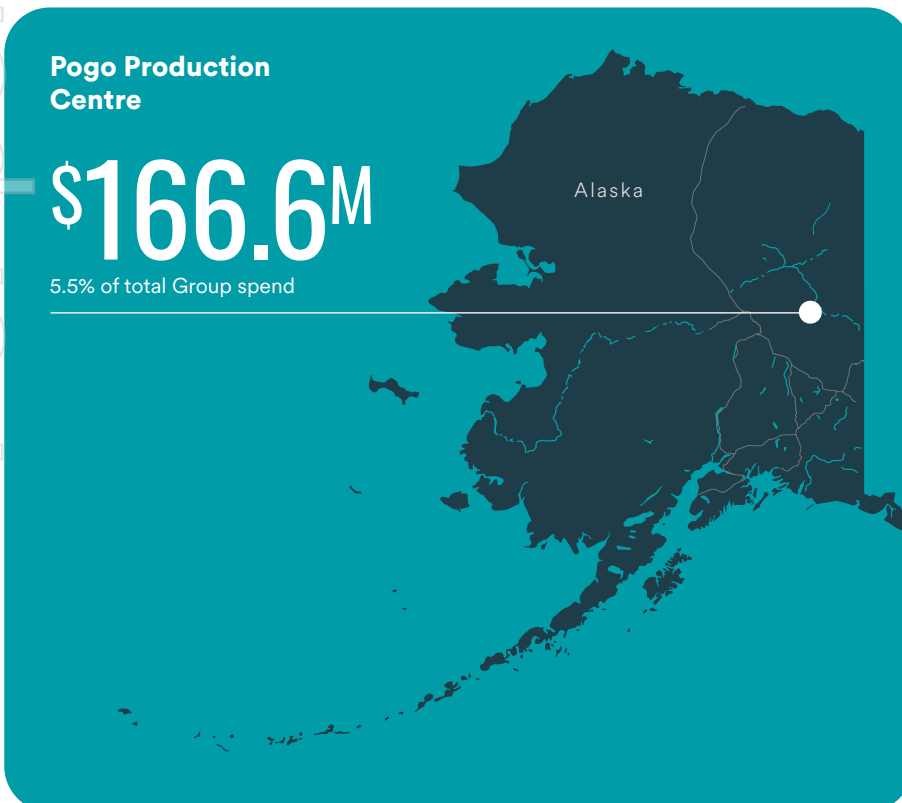 Pogo Production
Centre
$166.6M
5.5% of total Group spend
Alaska